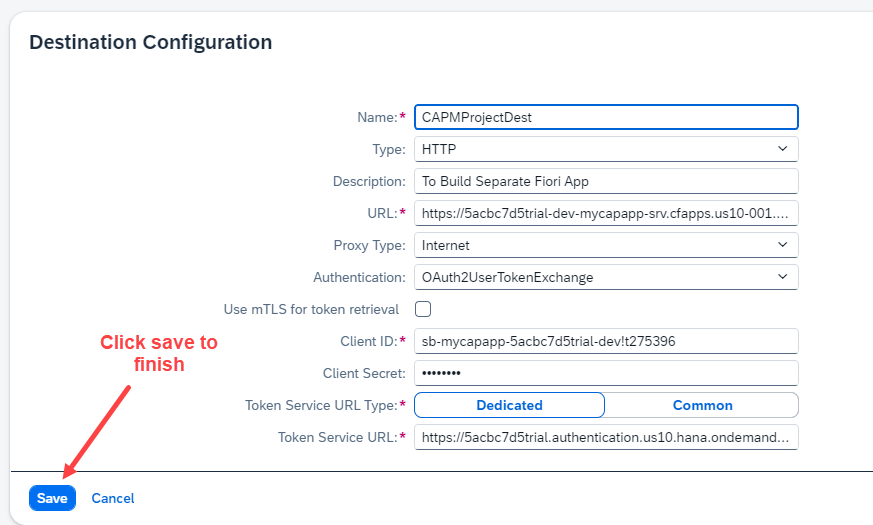 Destination Configuration
Name:* CAPMProjectDest
Type: HTTP
Description: To Build Separate Fiori App
URL:* https://5acbc7d5trial-dev-mycapapp-srv.cfapps.us10-001....
Proxy Type: Internet
Authentication: OAuth2UserTokenExchange
Use mTLS for token retrieval
Client ID:* sb-mycapapp-5acbc7d5trial-dev!t275396
Client Secret: ••••••••
Token Service URL Type:* Dedicated Common
Token Service URL:* https://5acbc7d5trial.authentication.us10.hana.ondemand...
Click save to
finish
Save Cancel